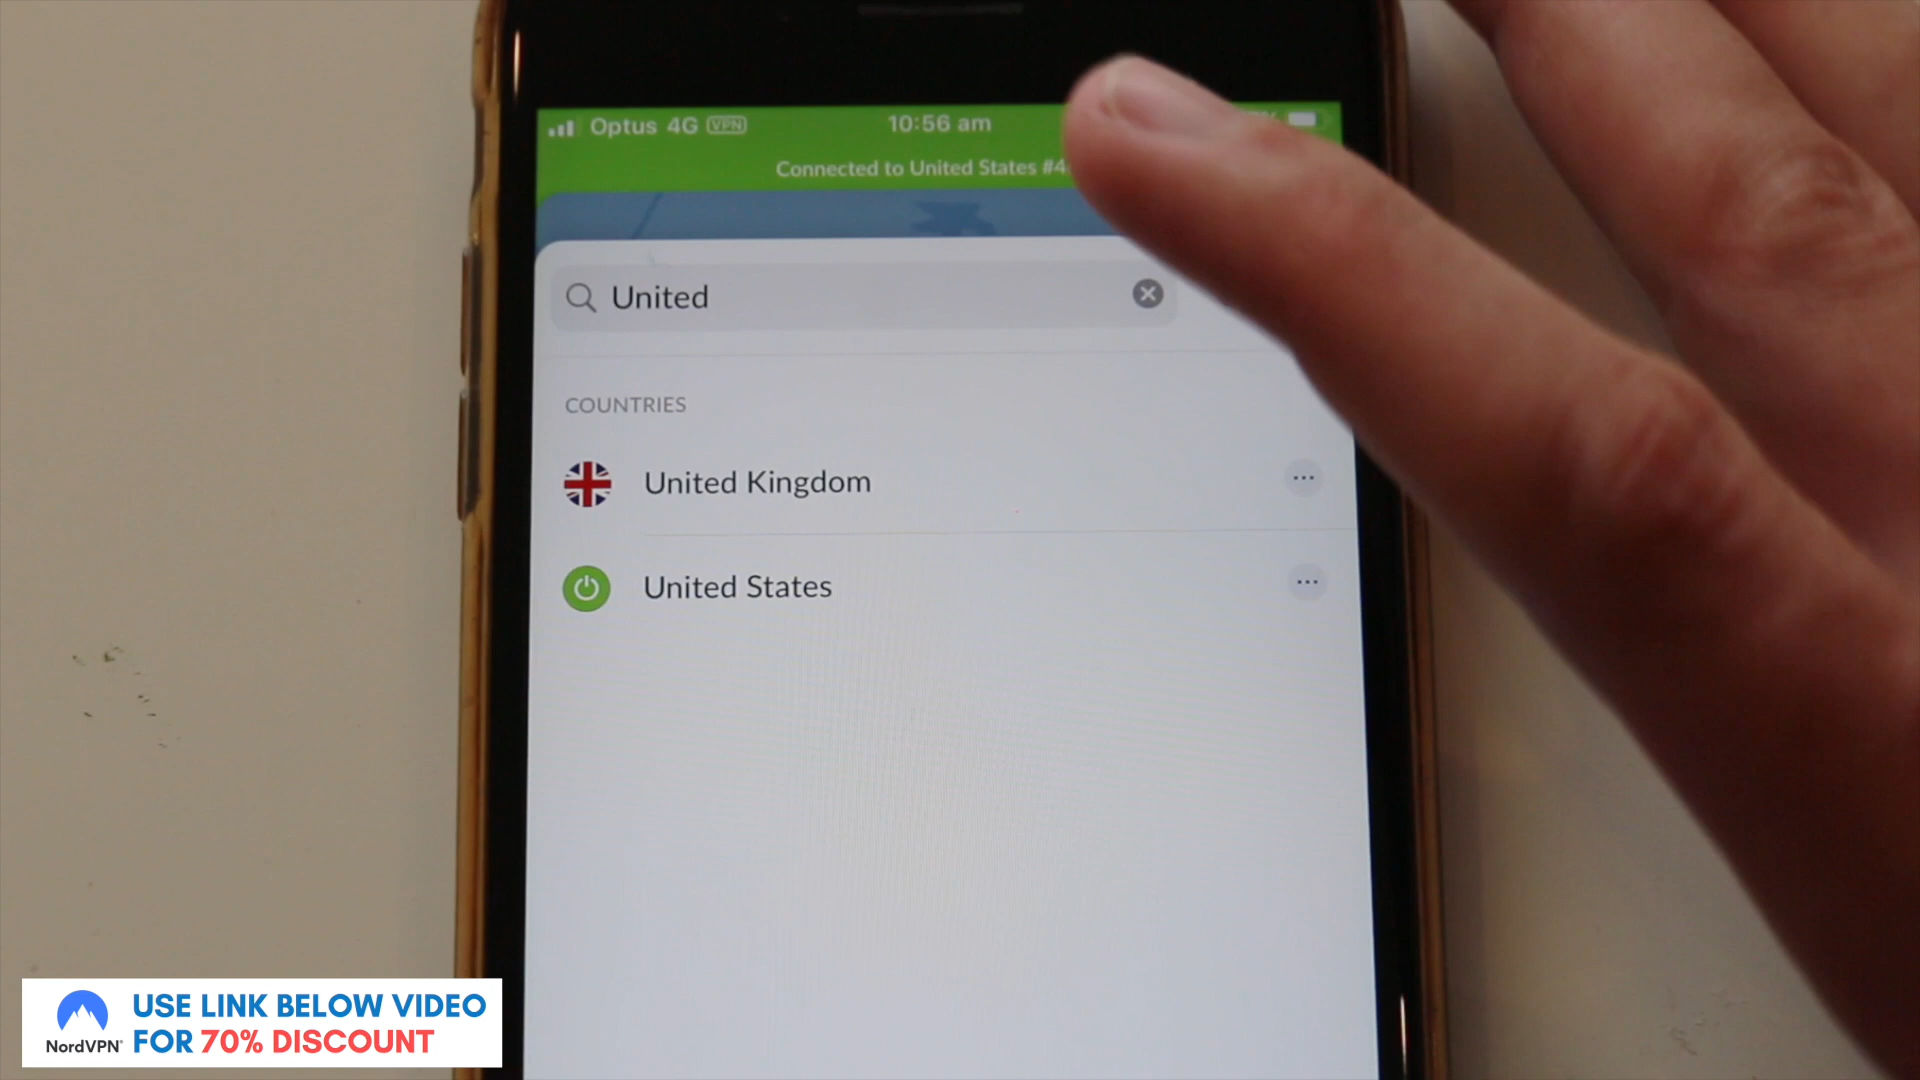 Optus 4G VPN
10:56 am
Connected to United States #4
United
COUNTRIES
United Kingdom
United States
NordVPN®
USE LINK BELOW VIDEO
FOR 70% DISCOUNT